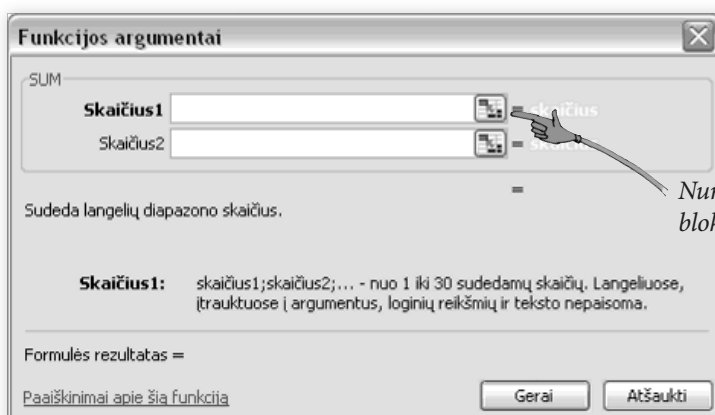 Funkcijos argumentai
SUM
Skaičius1 = skaičius
Skaičius2 =
=
Sudeda langelių diapazono skaičius.
Skaičius1: skaičius1;skaičius2;... - nuo 1 iki 30 sudedamų skaičių. Langeliuose,
įtrauktuose į argumentus, loginių reikšmių ir teksto nepaisoma.
Formulės rezultatas =
Paaiškinimai apie šią funkciją
Gerai Atšaukti